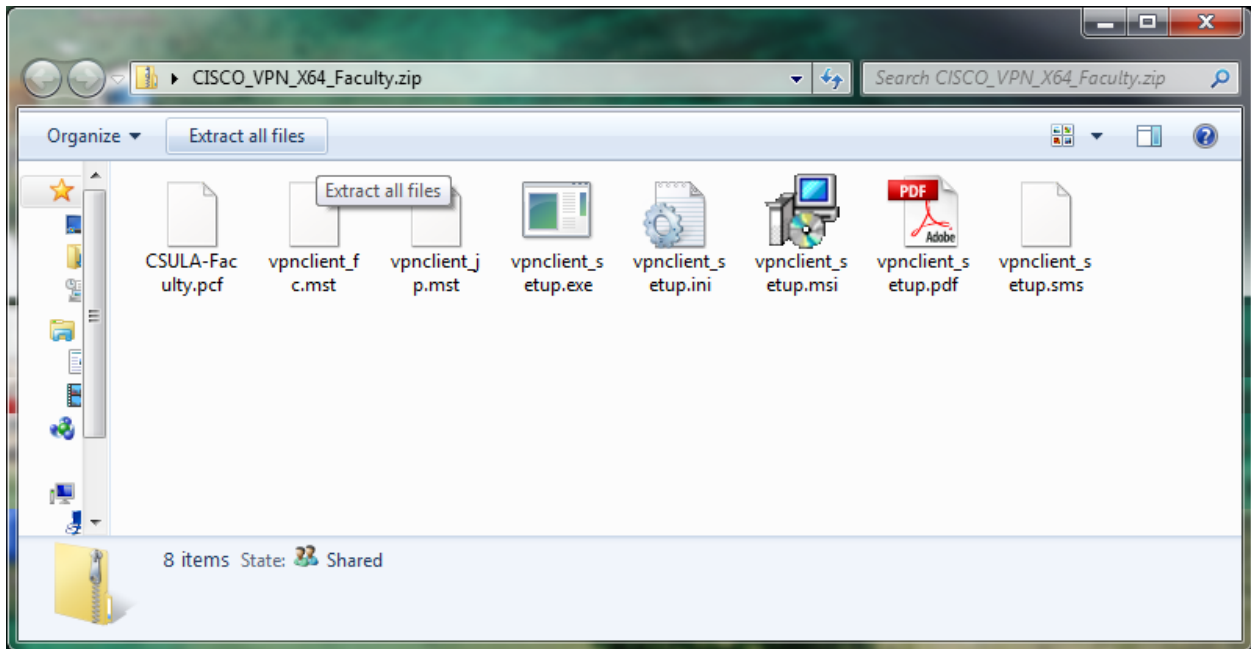 CISCO_VPN_X64_Faculty.zip
Search CISCO_VPN_X64_Faculty.zip
Organize
Extract all files
Extract all files
CSULA-Fac
ulty.pcf
vpnclient_f
c.mst
vpnclient_j
p.mst
vpnclient_s
etup.exe
vpnclient_s
etup.ini
vpnclient_s
etup.msi
PDF
Adobe
vpnclient_s
etup.pdf
vpnclient_s
etup.sms
8 items State: Shared